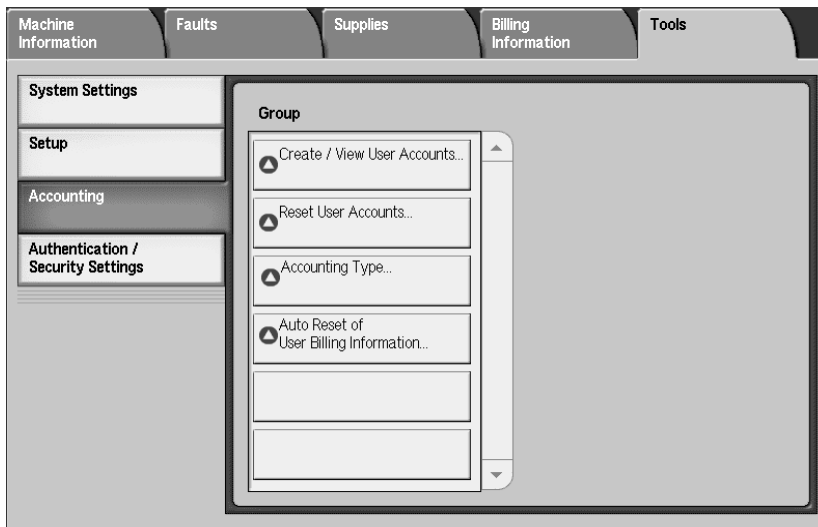 Machine
Information
Faults
Supplies
Billing
Information
Tools
System Settings
Setup
Accounting
Authentication /
Security Settings
Group
Create / View User Accounts...
Reset User Accounts...
Accounting Type...
Auto Reset of
User Billing Information...